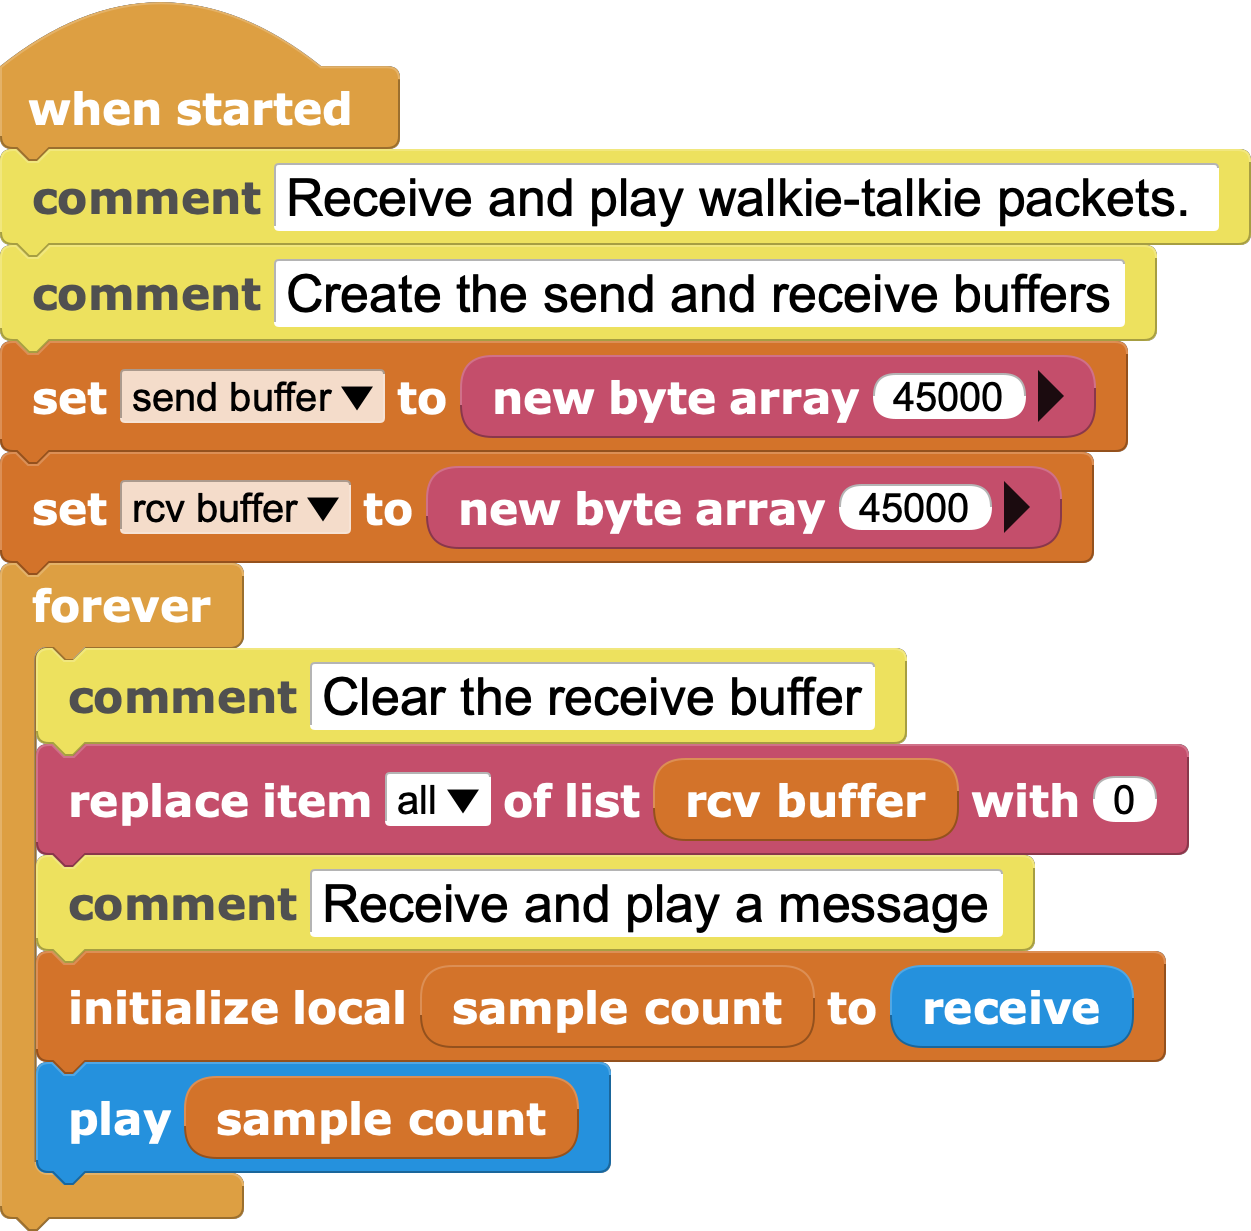 when started
comment Receive and play walkie-talkie packets.
comment Create the send and receive buffers
set send buffer ▼ to new byte array 45000
set rcv buffer ▼ to new byte array 45000
forever
comment Clear the receive buffer
replace item all ▼ of list rcv buffer with 0
comment Receive and play a message
initialize local sample count to receive
play sample count